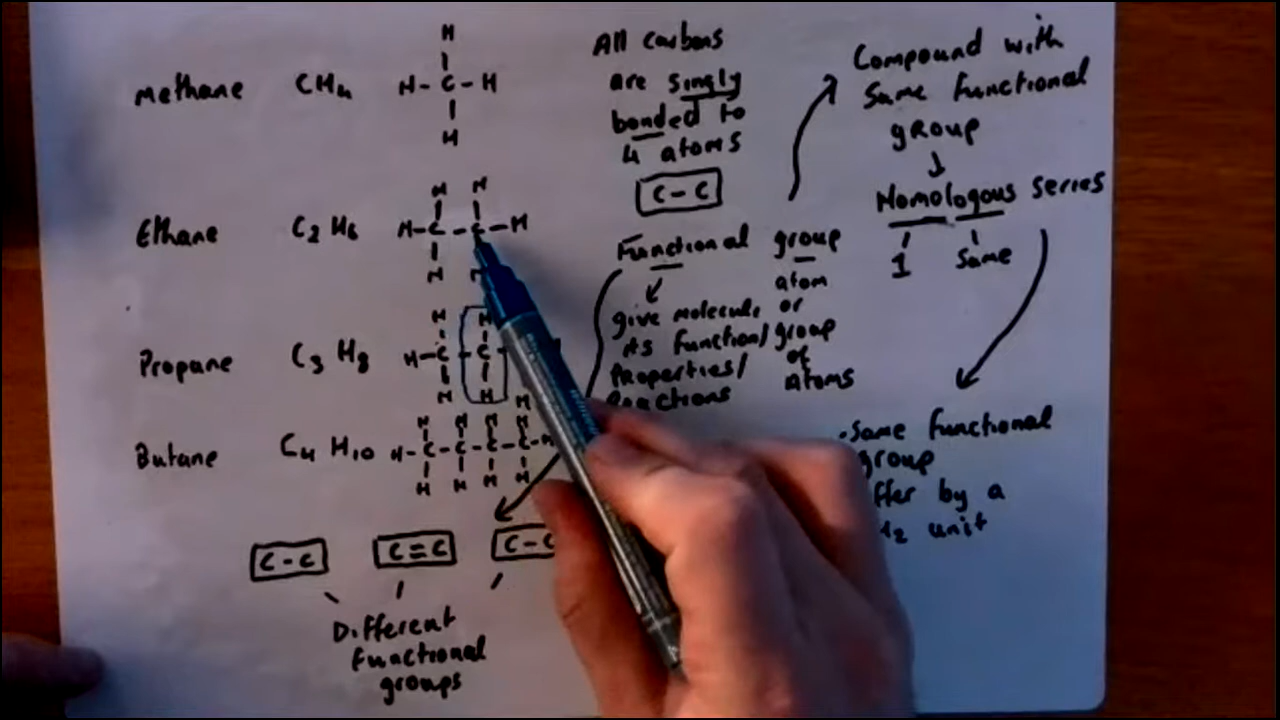 Methane CH4
H
H-C-H
H
Ethane C2H6
H H
H-C-C-H
H H
Propane C3H8
H H
H-C-C
H H
Butane C4H10
H H H H
H-C-C-C-C-H
H H H H
All carbons
are singly
bonded to
4 atoms
C-C
Functional group
give molecule
its function/
properties/
reactions
atom
or
group
of
atoms
Compound with
same functional
group
Homologous series
1 same
Same functional
group
by a
unit
C-C C=C C-C
Different
functional
groups